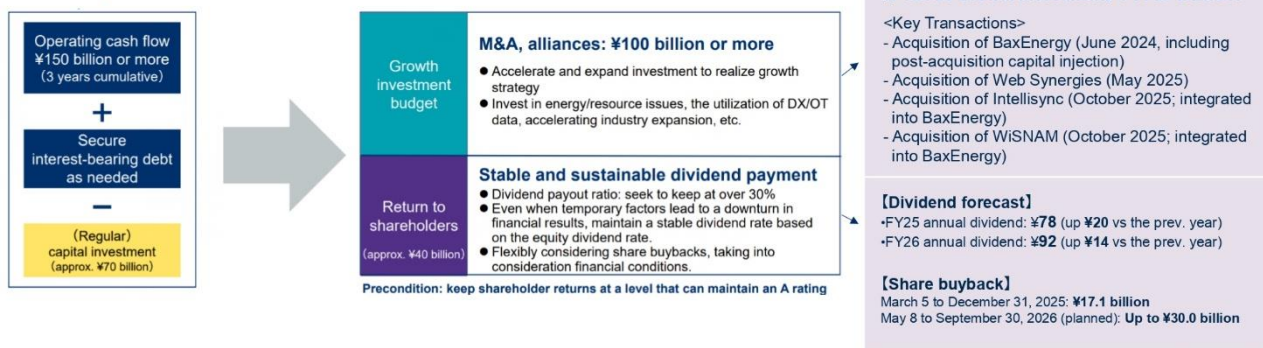 Operating cash flow
¥150 billion or more
(3 years cumulative)
+
Secure
interest-bearing debt
as needed
−
(Regular)
capital investment
(approx. ¥70 billion)
Growth
investment
budget
M&A, alliances: ¥100 billion or more
● Accelerate and expand investment to realize growth
strategy
● Invest in energy/resource issues, the utilization of DX/OT
data, accelerating industry expansion, etc.
Return to
shareholders
(approx. ¥40 billion)
Stable and sustainable dividend payment
● Dividend payout ratio: seek to keep at over 30%
● Even when temporary factors lead to a downturn in
financial results, maintain a stable dividend rate based
on the equity dividend rate.
● Flexibly considering share buybacks, taking into
consideration financial conditions.
Precondition: keep shareholder returns at a level that can maintain an A rating
<Key Transactions>
- Acquisition of BaxEnergy (June 2024, including
post-acquisition capital injection)
- Acquisition of Web Synergies (May 2025)
- Acquisition of Intellisync (October 2025; integrated
into BaxEnergy)
- Acquisition of WiSNAM (October 2025; integrated
into BaxEnergy)
【Dividend forecast】
•FY25 annual dividend: ¥78 (up ¥20 vs the prev. year)
•FY26 annual dividend: ¥92 (up ¥14 vs the prev. year)
【Share buyback】
March 5 to December 31, 2025: ¥17.1 billion
May 8 to September 30, 2026 (planned): Up to ¥30.0 billion